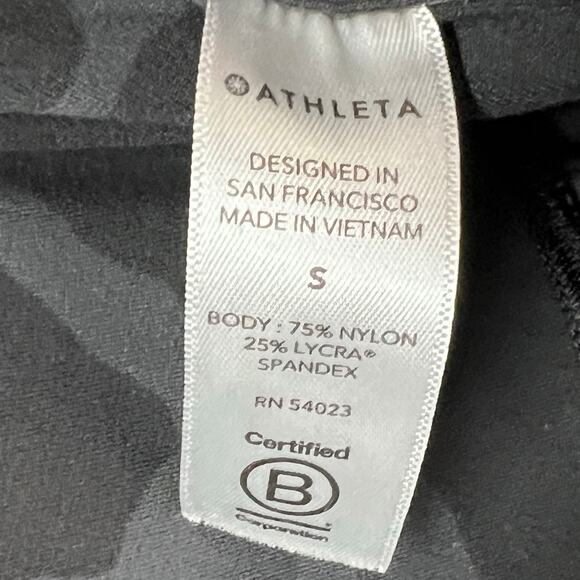 ATHLETA
DESIGNED IN
SAN FRANCISCO
MADE IN VIETNAM
S
BODY : 75% NYLON
25% LYCRA®
SPANDEX
RN 54023
Certified
B
Corporation